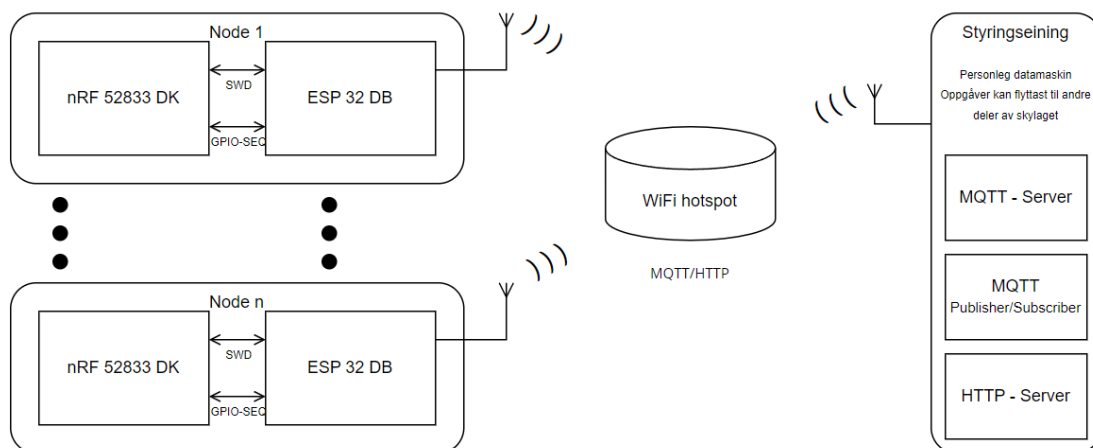 Node 1
nRF 52833 DK
SWD
GPIO-SEQ
ESP 32 DB
Node n
nRF 52833 DK
SWD
GPIO-SEQ
ESP 32 DB
WiFi hotspot
MQTT/HTTP
Styringseining
Personleg datamaskin
Oppgåver kan flyttast til andre
deler av skylaget
MQTT - Server
MQTT
Publisher/Subscriber
HTTP - Server